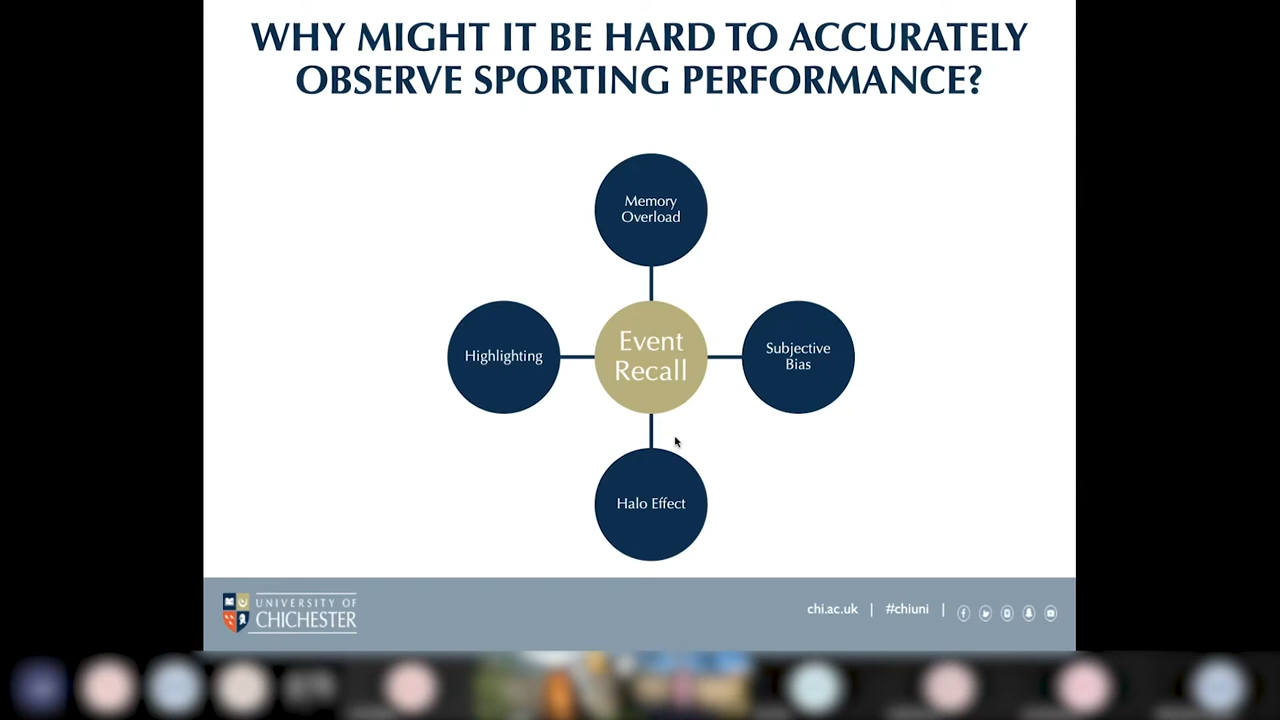 WHY MIGHT IT BE HARD TO ACCURATELY
OBSERVE SPORTING PERFORMANCE?
Memory
Overload
Highlighting
Event
Recall
Subjective
Bias
Halo Effect
UNIVERSITY OF
CHICHESTER
chi.ac.uk | #chiuni |